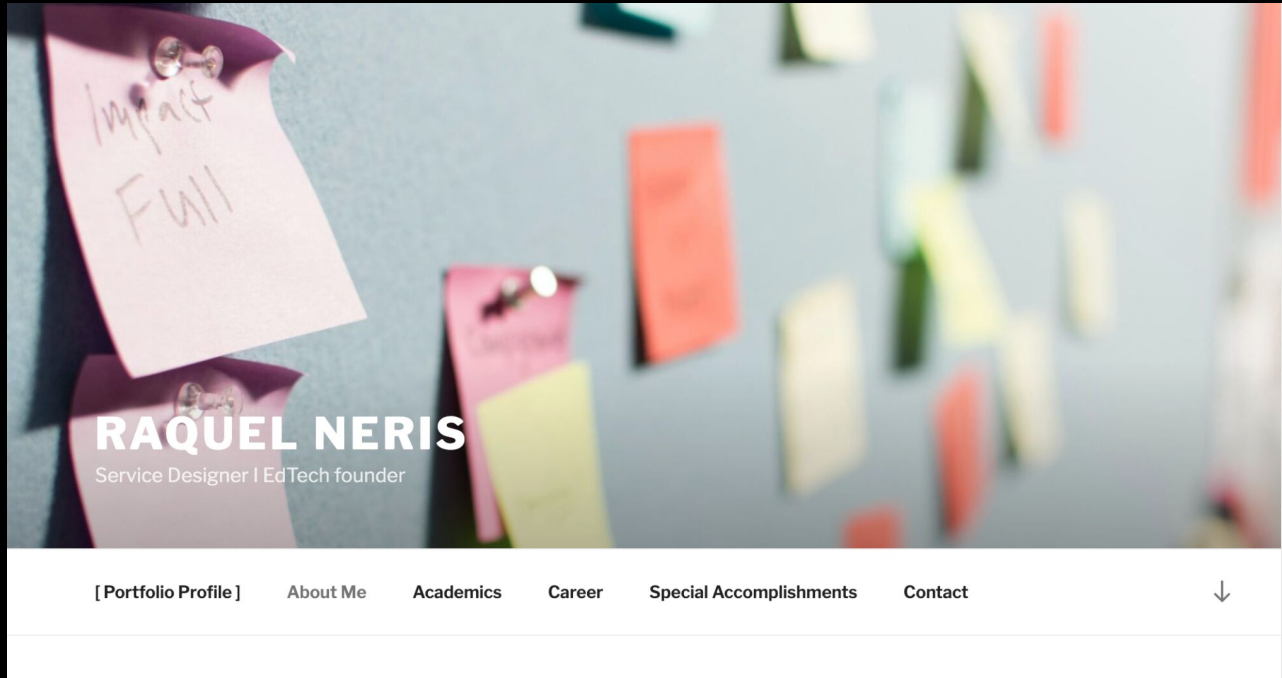 Impact
Full
RAQUEL NERIS
Service Designer I EdTech founder
[ Portfolio Profile ] About Me Academics Career Special Accomplishments Contact